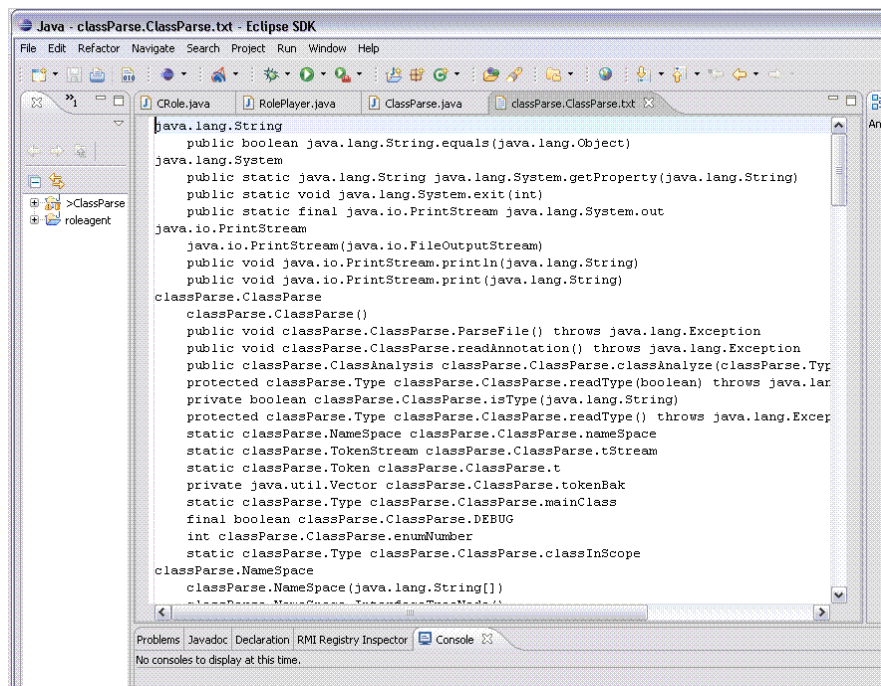 Java - classParse.ClassParse.txt - Eclipse SDK
File Edit Refactor Navigate Search Project Run Window Help
»1
CRole.java RolePlayer.java ClassParse.java classParse.ClassParse.txt
>ClassParse
roleagent
java.lang.String
public boolean java.lang.String.equals(java.lang.Object)
java.lang.System
public static java.lang.String java.lang.System.getProperty(java.lang.String)
public static void java.lang.System.exit(int)
public static final java.io.PrintStream java.lang.System.out
java.io.PrintStream
java.io.PrintStream(java.io.FileOutputStream)
public void java.io.PrintStream.println(java.lang.String)
public void java.io.PrintStream.print(java.lang.String)
classParse.ClassParse
classParse.ClassParse()
public void classParse.ClassParse.ParseFile() throws java.lang.Exception
public void classParse.ClassParse.readAnnotation() throws java.lang.Exception
public classParse.ClassAnalysis classParse.ClassParse.classAnalyze(classParse.Typ
protected classParse.Type classParse.ClassParse.readType(boolean) throws java.lan
private boolean classParse.ClassParse.isType(java.lang.String)
protected classParse.Type classParse.ClassParse.readType() throws java.lang.Excep
static classParse.NameSpace classParse.ClassParse.nameSpace
static classParse.TokenStream classParse.ClassParse.tStream
static classParse.Token classParse.ClassParse.t
private java.util.Vector classParse.ClassParse.tokenBak
static classParse.Type classParse.ClassParse.mainClass
final boolean classParse.ClassParse.DEBUG
int classParse.ClassParse.enumNumber
static classParse.Type classParse.ClassParse.classInScope
classParse.NameSpace
classParse.NameSpace(java.lang.String[])
An
Problems Javadoc Declaration RMI Registry Inspector Console
No consoles to display at this time.